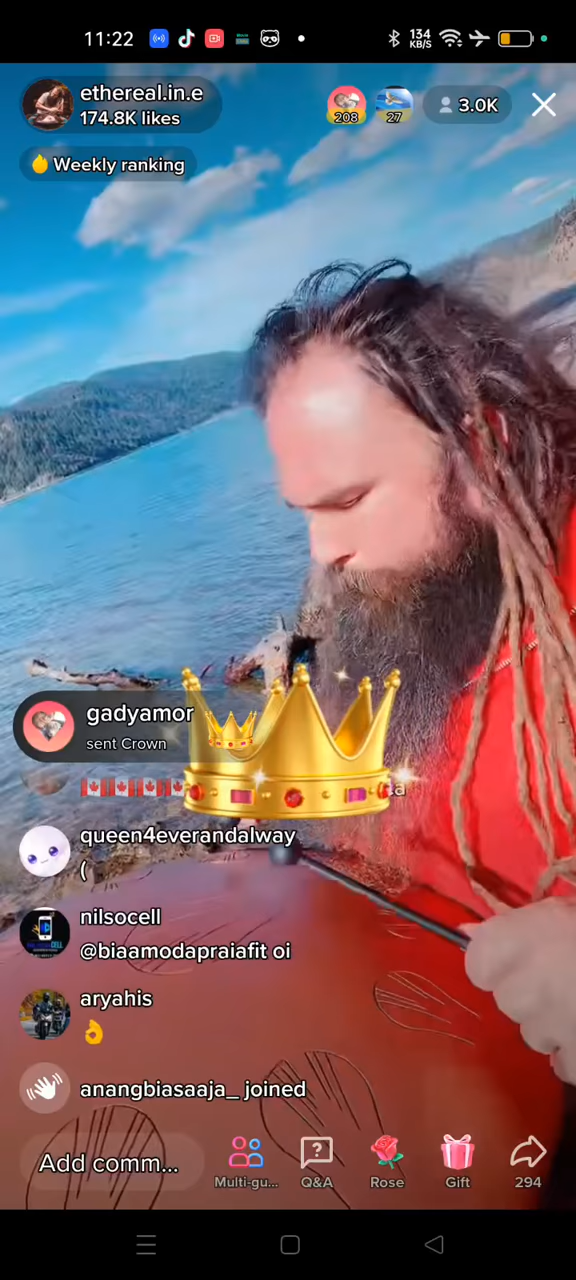 11:22
134
KB/S
ethereal.in.e
174.8K likes
208
27
3.0K
Weekly ranking
gadyamor
sent Crown
queen4everandalway
(
nilsocell
@biaamodapraiafit oi
aryahis
👌
anangbiasaaja_ joined
Add comm...
Multi-gu...
Q&A
Rose
Gift
294